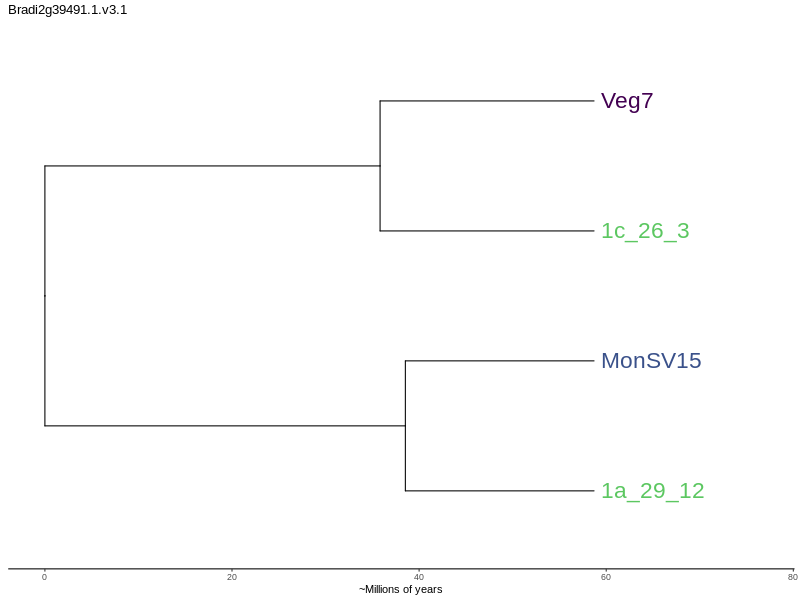 Bradi2g39491.1.v3.1
Veg7
1c_26_3
MonSV15
1a_29_12
0 20 40 60 80
~Millions of years